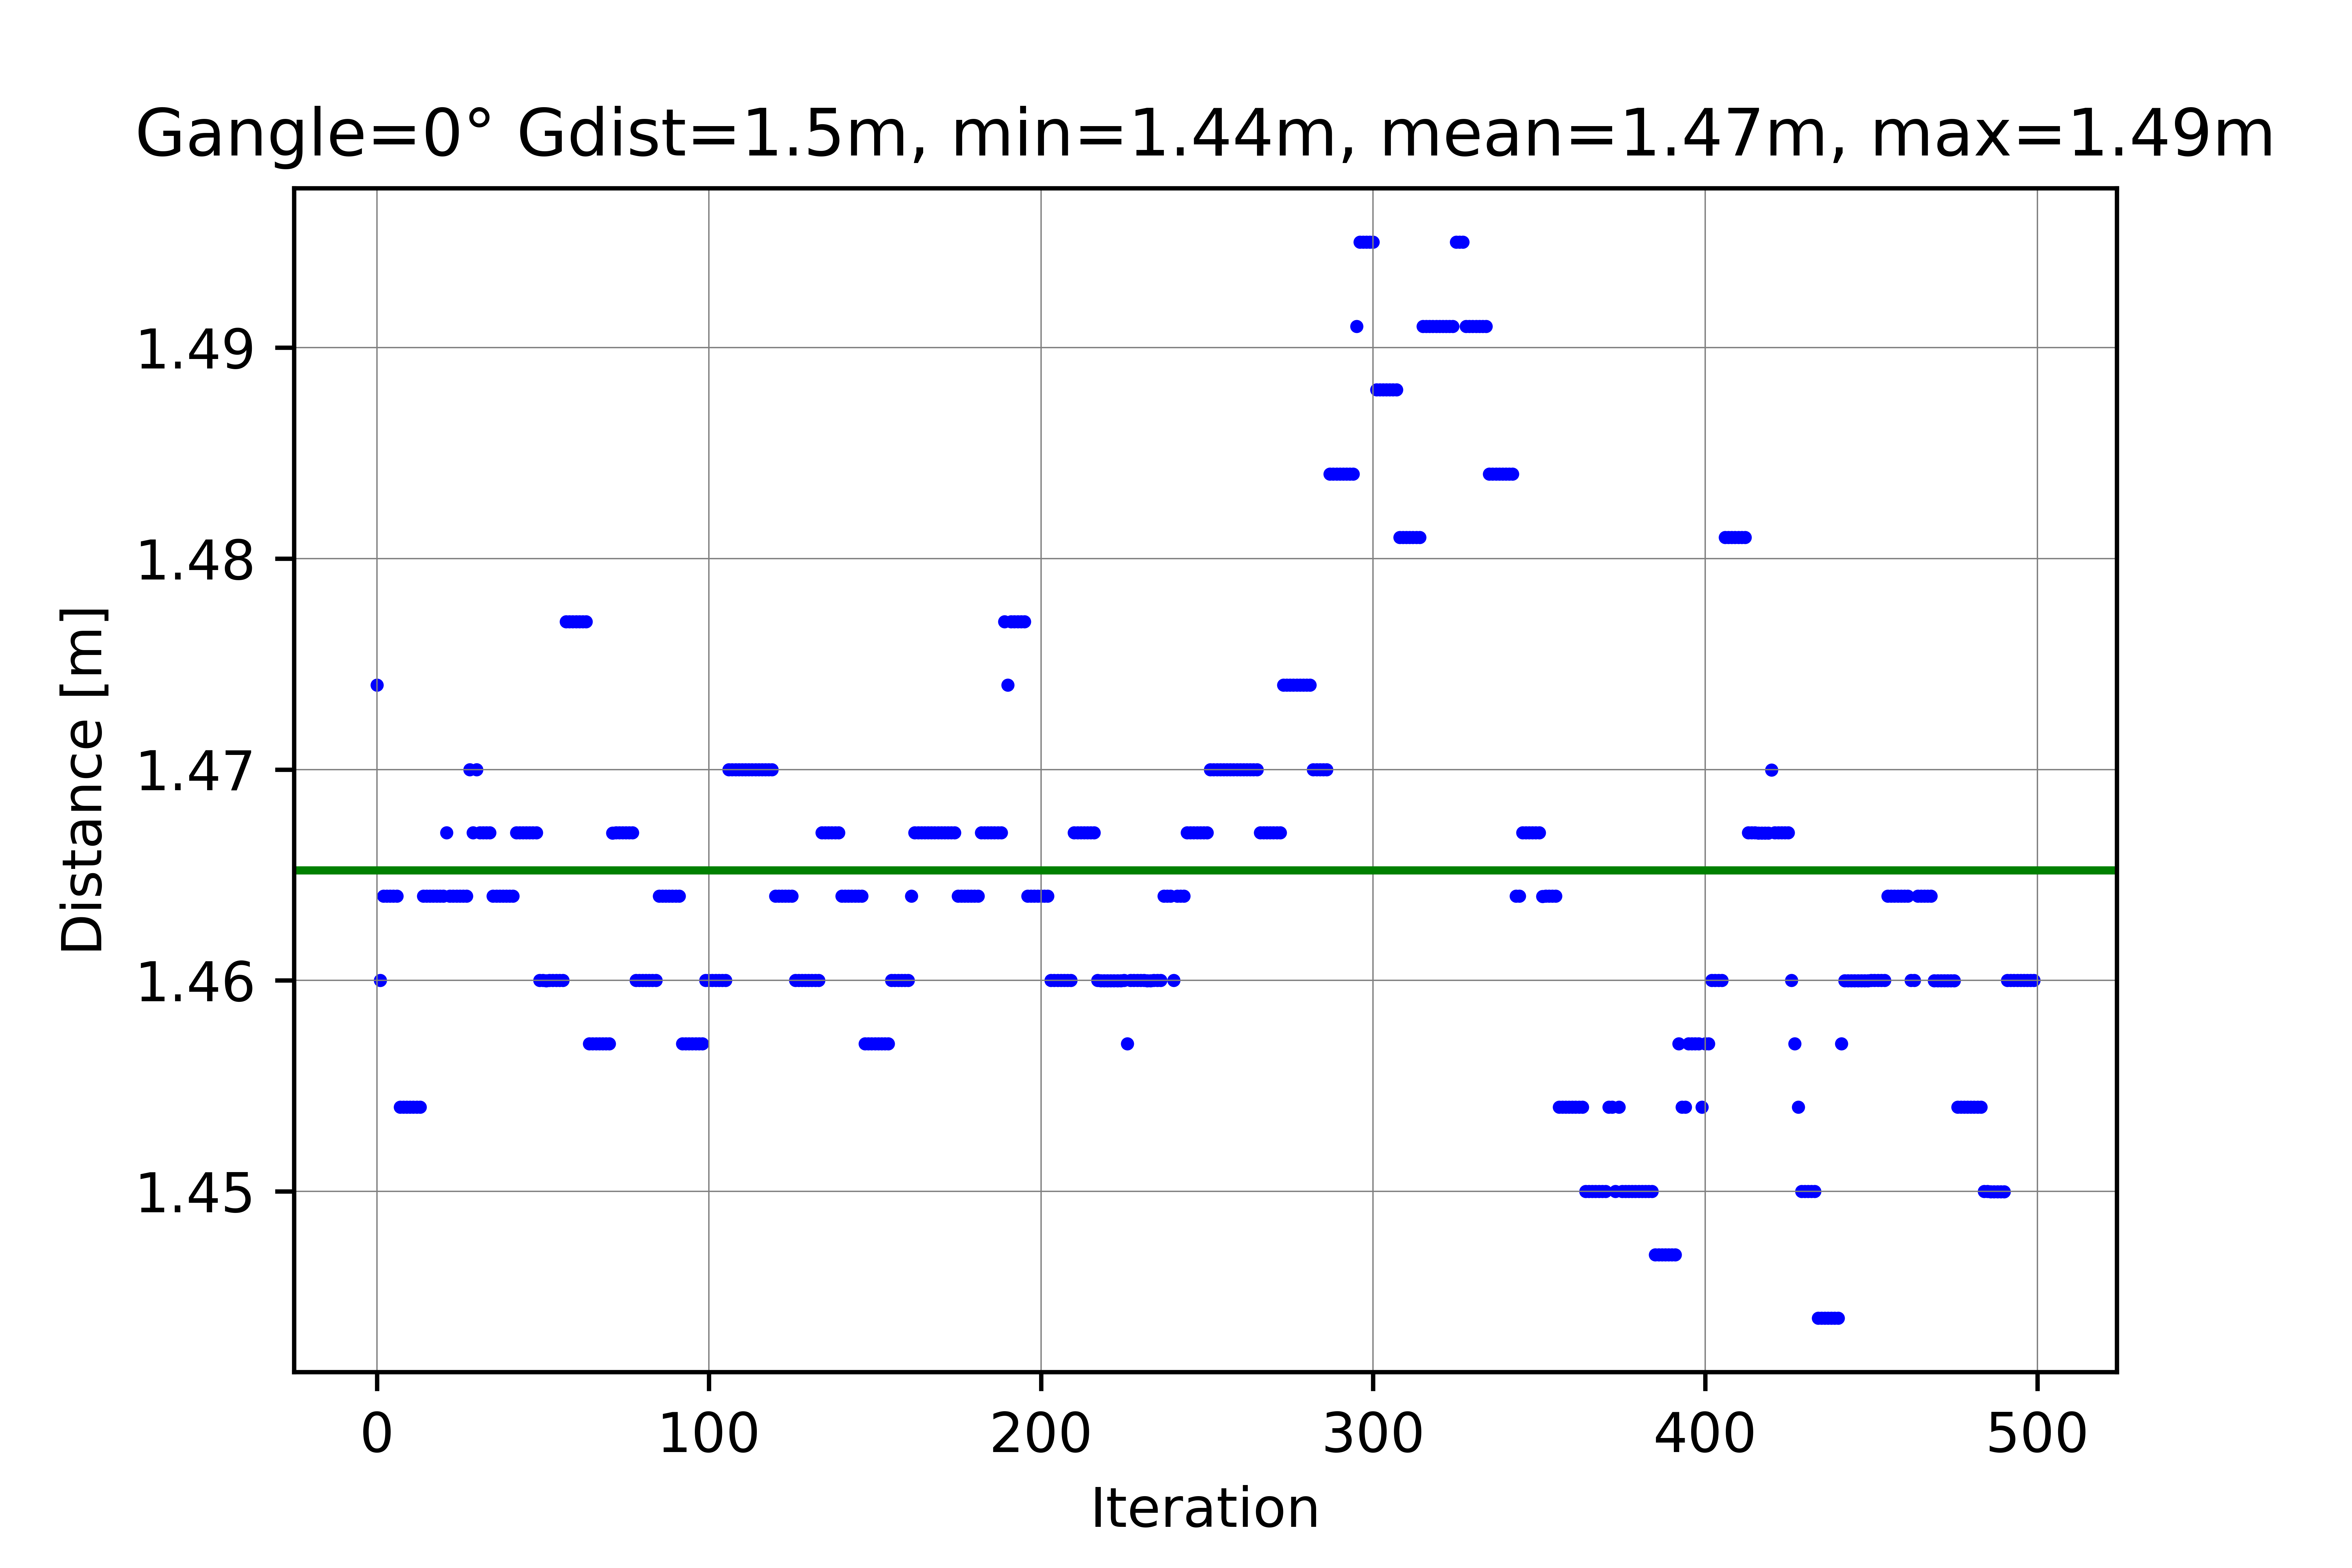 Gangle=0° Gdist=1.5m, min=1.44m, mean=1.47m, max=1.49m
1.49
1.48
1.47
1.46
1.45
Distance [m]
0 100 200 300 400 500
Iteration